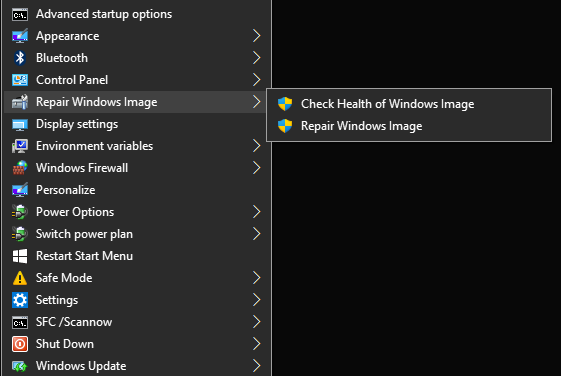 Advanced startup options
Appearance
Bluetooth
Control Panel
Repair Windows Image
Check Health of Windows Image
Repair Windows Image
Display settings
Environment variables
Windows Firewall
Personalize
Power Options
Switch power plan
Restart Start Menu
Safe Mode
Settings
SFC /Scannow
Shut Down
Windows Update